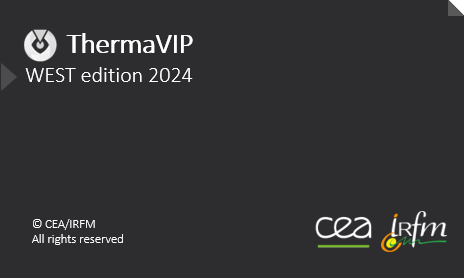 ThermaVIP
WEST edition 2024
© CEA/IRFM
All rights reserved
cea irfm